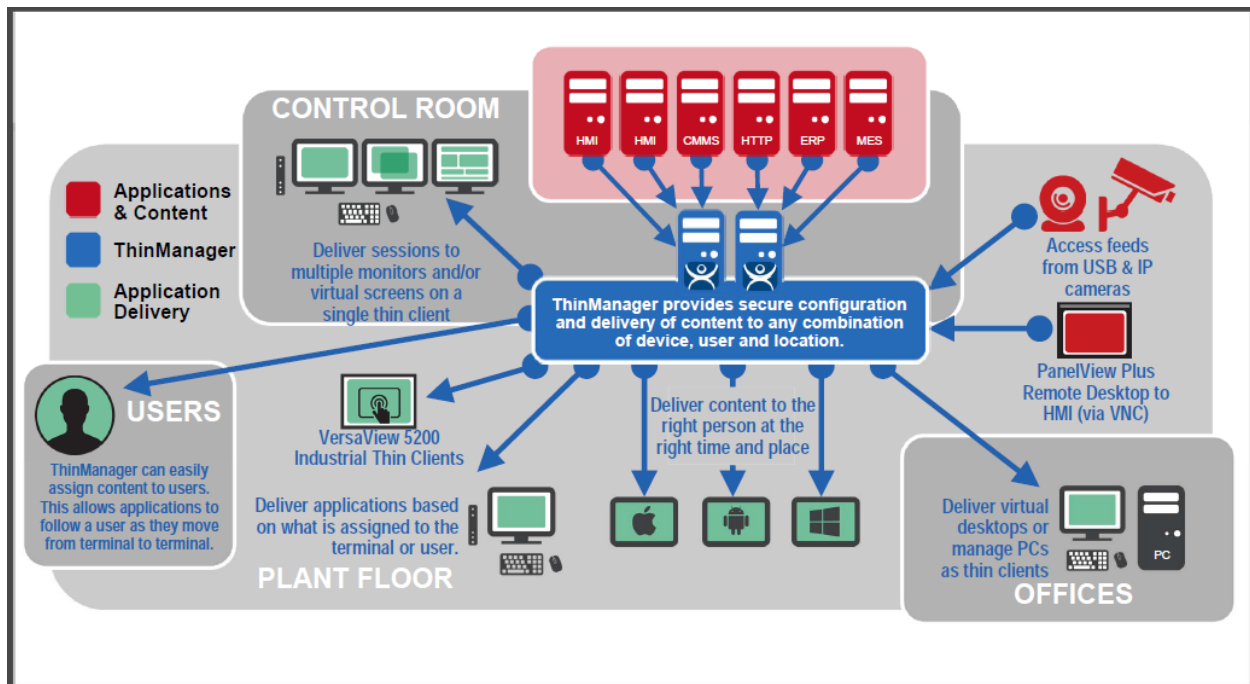 CONTROL ROOM
HMI
HMI
CMMS
HTTP
ERP
MES
Applications
& Content
ThinManager
Application
Delivery
Deliver sessions to
multiple monitors and/or
virtual screens on a
single thin client
Access feeds
from USB & IP
cameras
ThinManager provides secure configuration
and delivery of content to any combination
of device, user and location.
PanelView Plus
Remote Desktop to
HMI (via VNC)
USERS
ThinManager can easily
assign content to users.
This allows applications to
follow a user as they move
from terminal to terminal.
VersaView 5200
Industrial Thin Clients
Deliver content to the
right person at the
right time and place
Deliver applications based
on what is assigned to the
terminal or user.
PLANT FLOOR
Deliver virtual
desktops or
manage PCs
as thin clients
PC
OFFICES